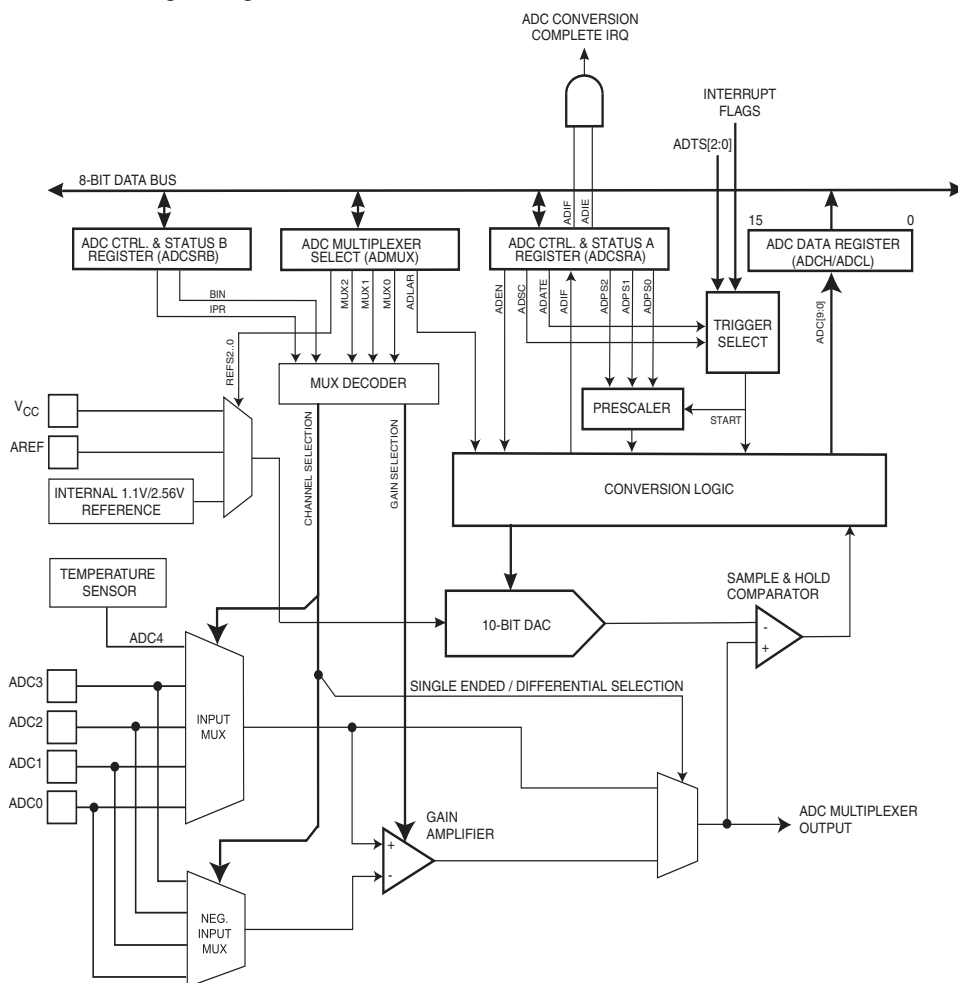 ADC CONVERSION
COMPLETE IRQ
INTERRUPT
FLAGS
ADTS[2:0]
8-BIT DATA BUS
ADIF
ADIE
15
0
ADC CTRL. & STATUS B
REGISTER (ADCSRB)
ADC MULTIPLEXER
SELECT (ADMUX)
ADC CTRL. & STATUS A
REGISTER (ADCSRA)
ADC DATA REGISTER
(ADCH/ADCL)
BIN
IPR
REFS2..0
MUX2
MUX1
MUX0
ADLAR
ADEN
ADSC
ADATE
ADIF
ADPS2
ADPS1
ADPS0
TRIGGER
SELECT
ADC[9:0]
MUX DECODER
PRESCALER
START
VCC
AREF
INTERNAL 1.1V/2.56V
REFERENCE
CHANNEL SELECTION
GAIN SELECTION
CONVERSION LOGIC
TEMPERATURE
SENSOR
ADC4
10-BIT DAC
SAMPLE & HOLD
COMPARATOR
-
+
ADC3
ADC2
ADC1
ADC0
INPUT
MUX
SINGLE ENDED / DIFFERENTIAL SELECTION
GAIN
AMPLIFIER
+
-
ADC MULTIPLEXER
OUTPUT
NEG.
INPUT
MUX